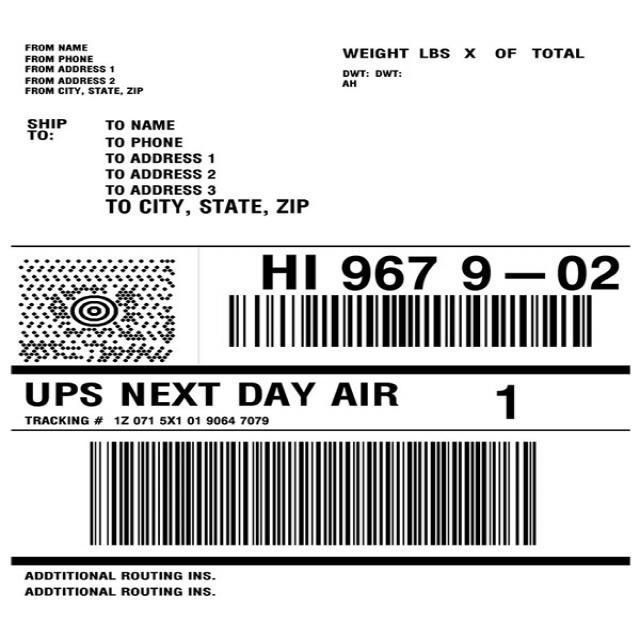 FROM NAME
FROM PHONE
FROM ADDRESS 1
FROM ADDRESS 2
FROM CITY, STATE, ZIP
WEIGHT LBS X OF TOTAL
DWT: DWT:
AH
SHIP
TO:
TO NAME
TO PHONE
TO ADDRESS 1
TO ADDRESS 2
TO ADDRESS 3
TO CITY, STATE, ZIP
HI 967 9 — 02
UPS NEXT DAY AIR
1
TRACKING # 1Z 071 5X1 01 9064 7079
ADDTITIONAL ROUTING INS.
ADDTITIONAL ROUTING INS.